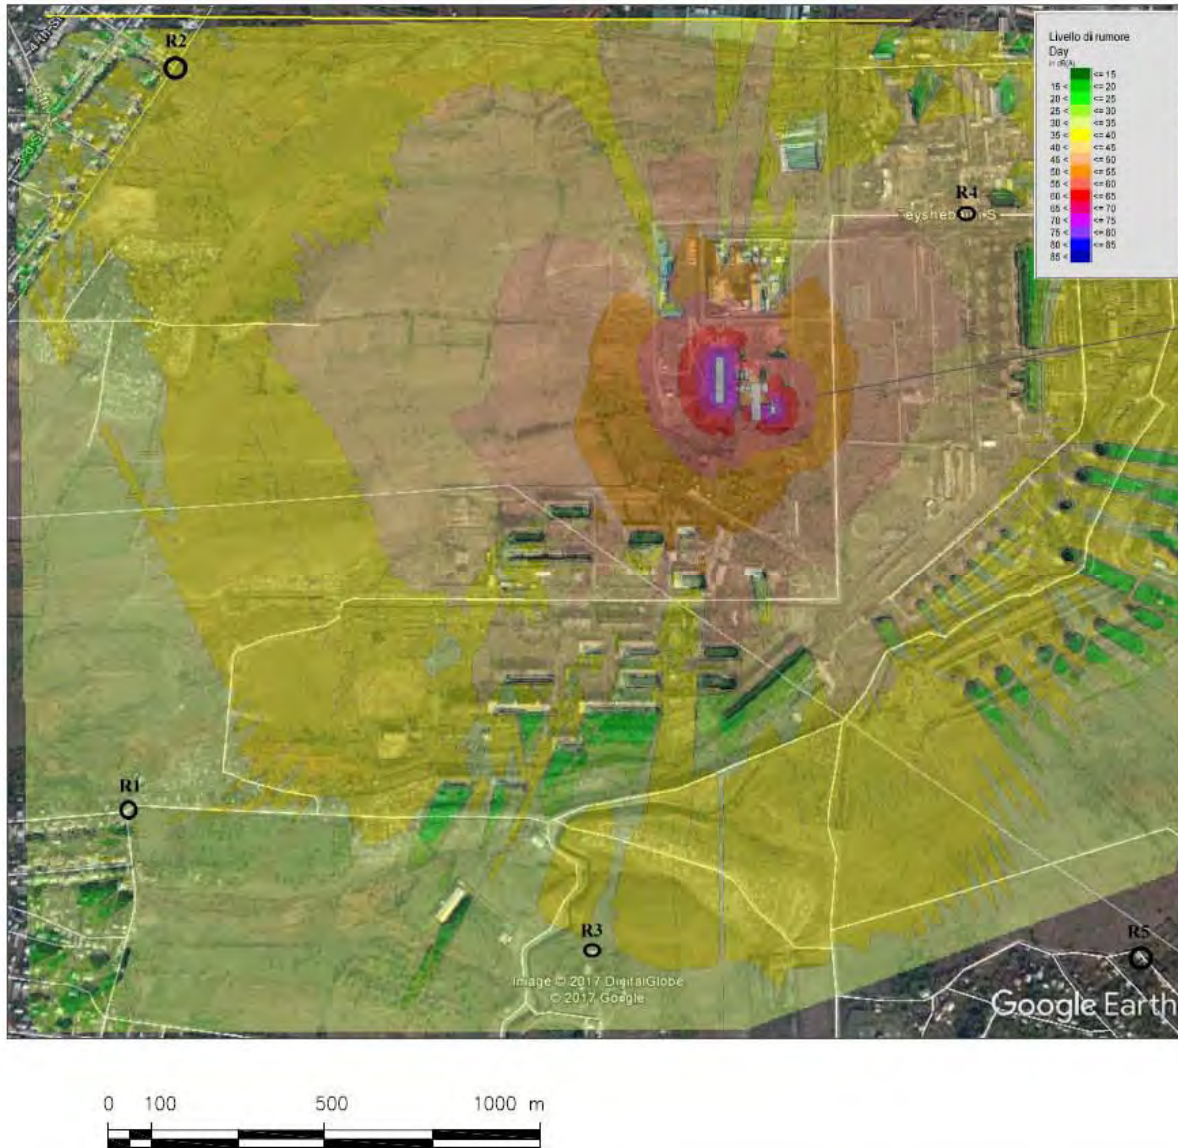 R2
Livello di rumore
Day
in dB(A)
<= 15
15 < <= 20
20 < <= 25
25 < <= 30
30 < <= 35
35 < <= 40
40 < <= 45
45 < <= 50
50 < <= 55
55 < <= 60
60 < <= 65
65 < <= 70
70 < <= 75
75 < <= 80
80 < <= 85
85 <
R4
R1
R3
R5
Image © 2017 DigitalGlobe
© 2017 Google
Google Earth
0 100 500 1000 m